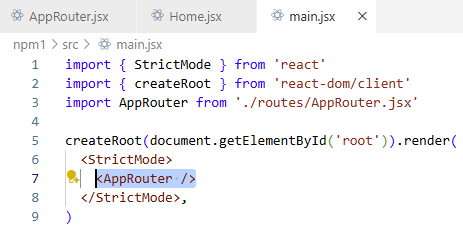 AppRouter.jsx Home.jsx main.jsx ×
npm1 > src > main.jsx
1 import { StrictMode } from 'react'
2 import { createRoot } from 'react-dom/client'
3 import AppRouter from './routes/AppRouter.jsx'
4
5 createRoot(document.getElementById('root')).render(
6 <StrictMode>
7 <AppRouter />
8 </StrictMode>,
9 )